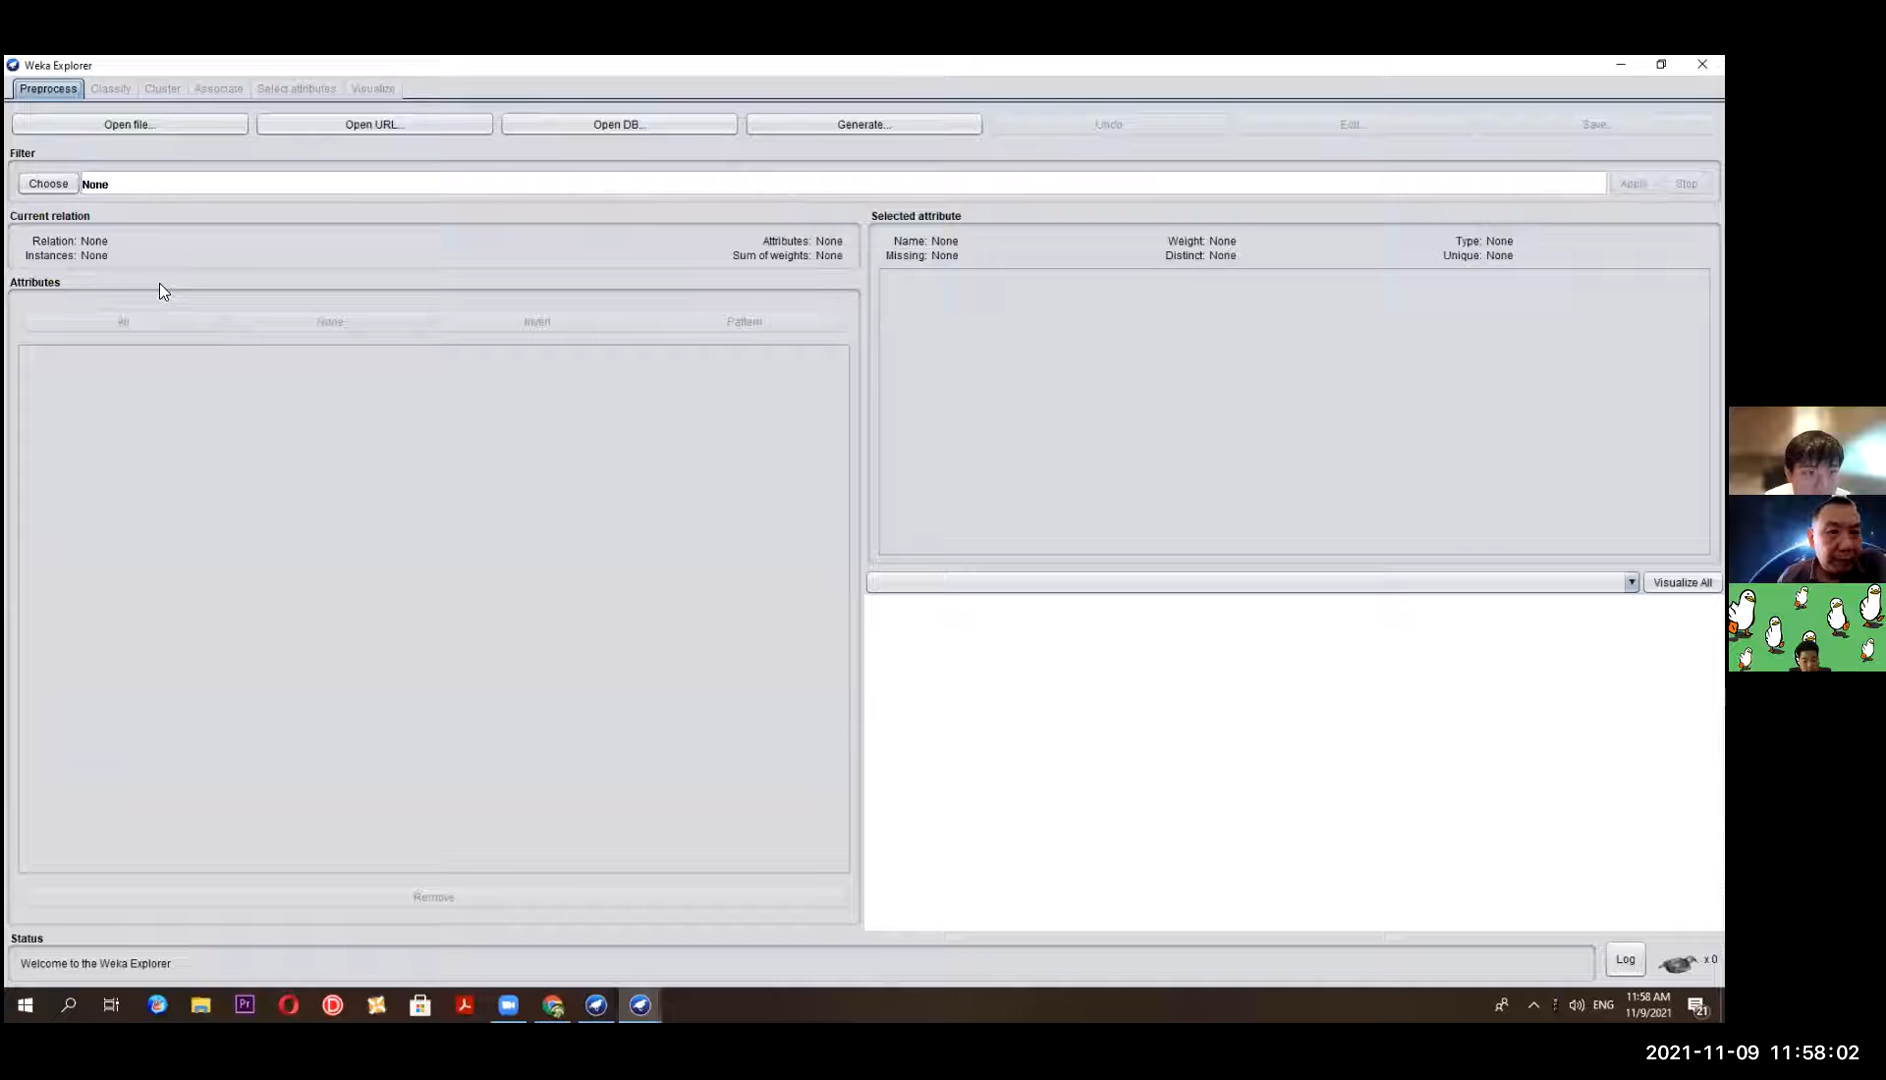 Weka Explorer
Preprocess Classify Cluster Associate Select attributes Visualize
Open file... Open URL... Open DB... Generate... Undo Edit... Save...
Filter
Choose None Apply Stop
Current relation
Relation: None Attributes: None
Instances: None Sum of weights: None
Selected attribute
Name: None Weight: None Type: None
Missing: None Distinct: None Unique: None
Attributes
All None Invert Pattern
Visualize All
Remove
Status
Welcome to the Weka Explorer
Log x 0
Pr
ENG
11:58 AM
11/9/2021
21
2021-11-09 11:58:02